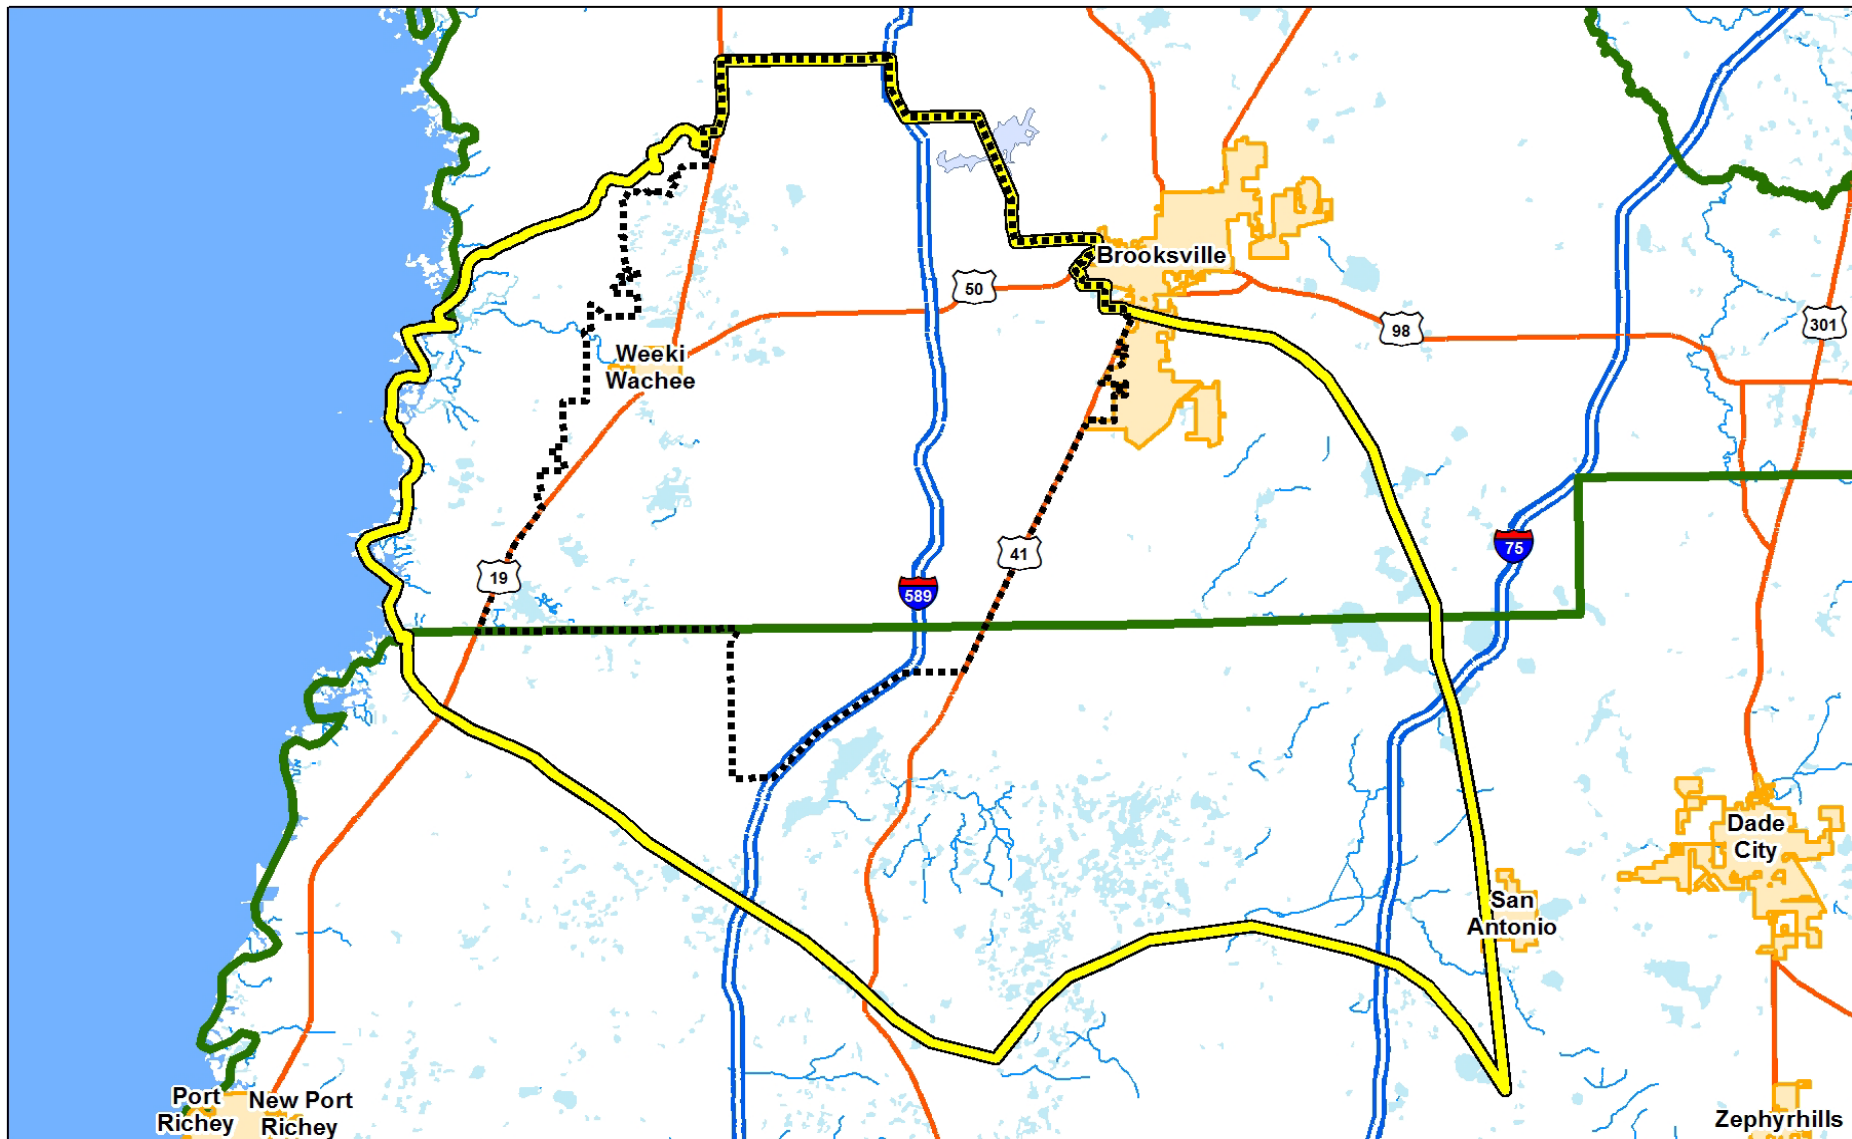 Brooksville
50
98
301
Weeki
Wachee
41
75
19
589
Dade
City
San
Antonio
Port
Richey
New Port
Richey
Zephyrhills